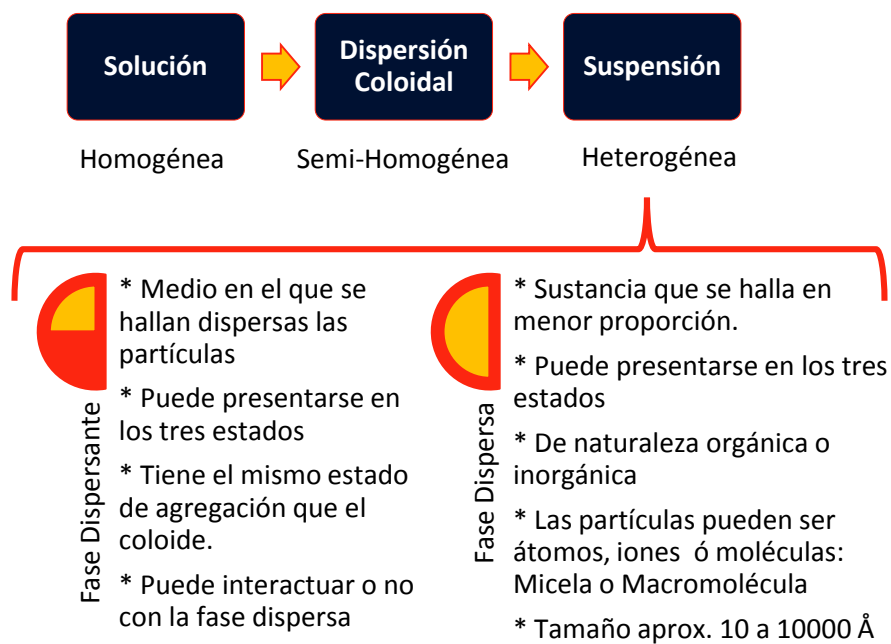 Solución
Dispersión
Coloidal
Suspensión
Homogénea
Semi-Homogénea
Heterogénea
Fase Dispersante
* Medio en el que se
hallan dispersas las
partículas
* Puede presentarse en
los tres estados
* Tiene el mismo estado
de agregación que el
coloide.
* Puede interactuar o no
con la fase dispersa
Fase Dispersa
* Sustancia que se halla en
menor proporción.
* Puede presentarse en los tres
estados
* De naturaleza orgánica o
inorgánica
* Las partículas pueden ser
átomos, iones ó moléculas:
Micela o Macromolécula
* Tamaño aprox. 10 a 10000 Å